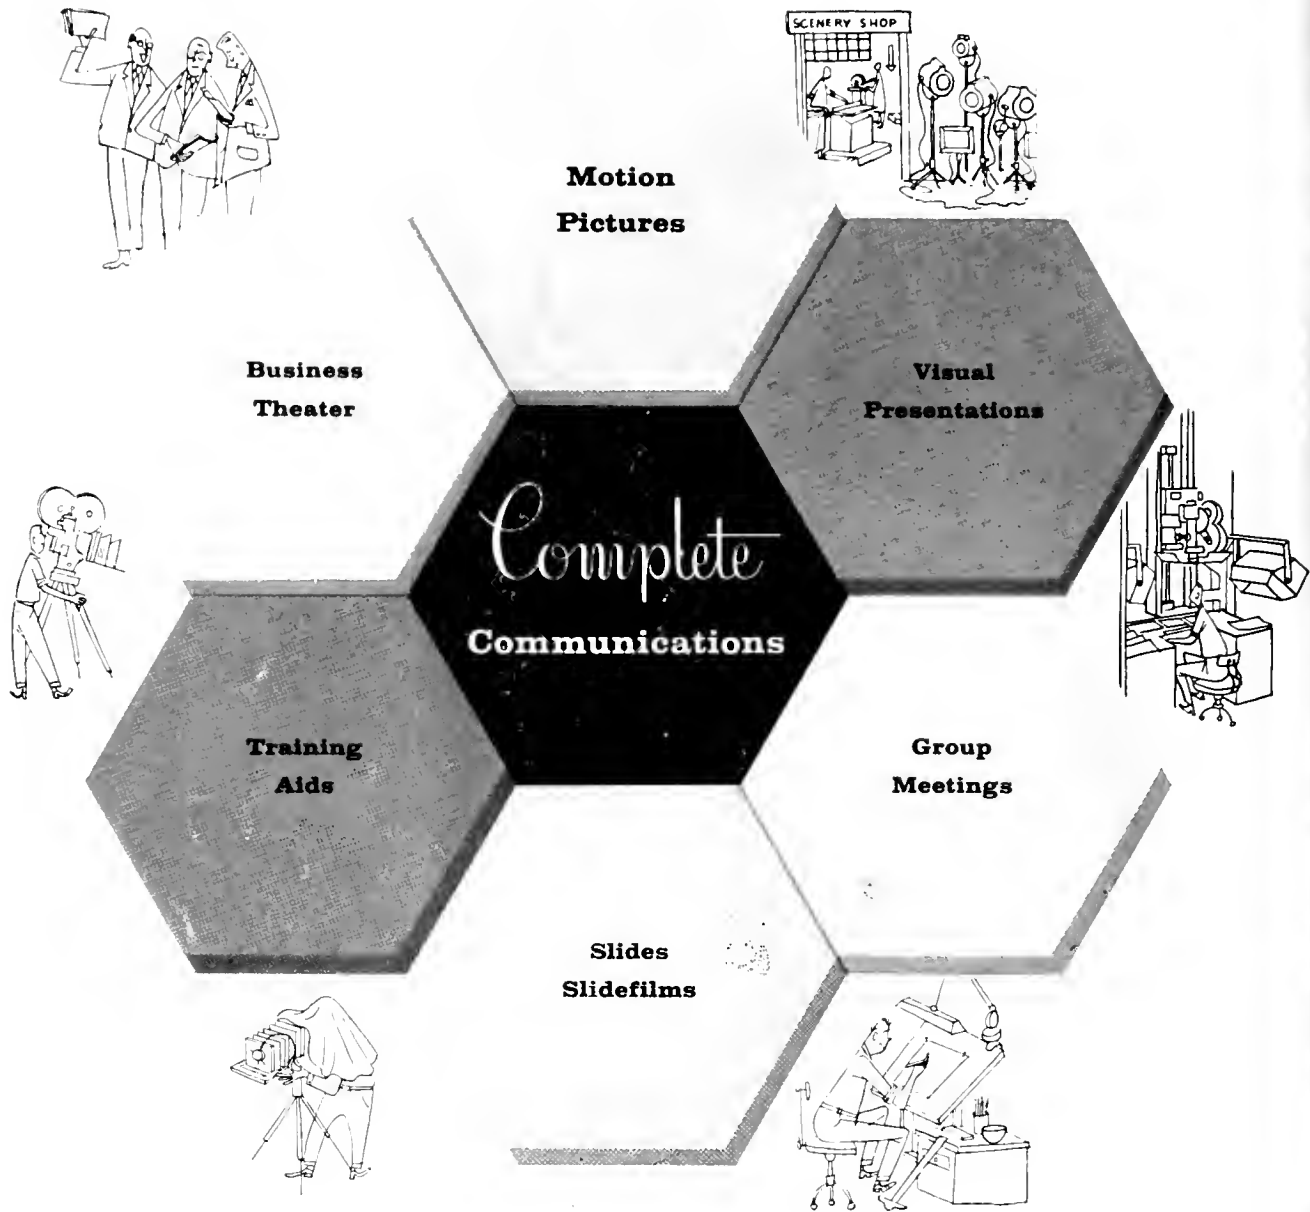 SCENERY SHOP
Motion
Pictures
Business
Theater
Visual
Presentations
Complete
Communications
Training
Aids
Group
Meetings
Slides
Slidefilms